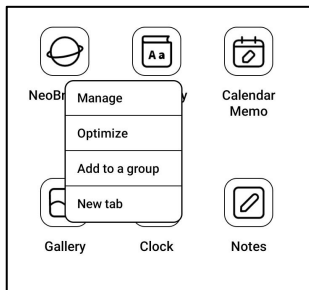 Aa
NeoBr
y
Calendar
Memo
Manage
Optimize
Add to a group
New tab
Gallery
Clock
Notes